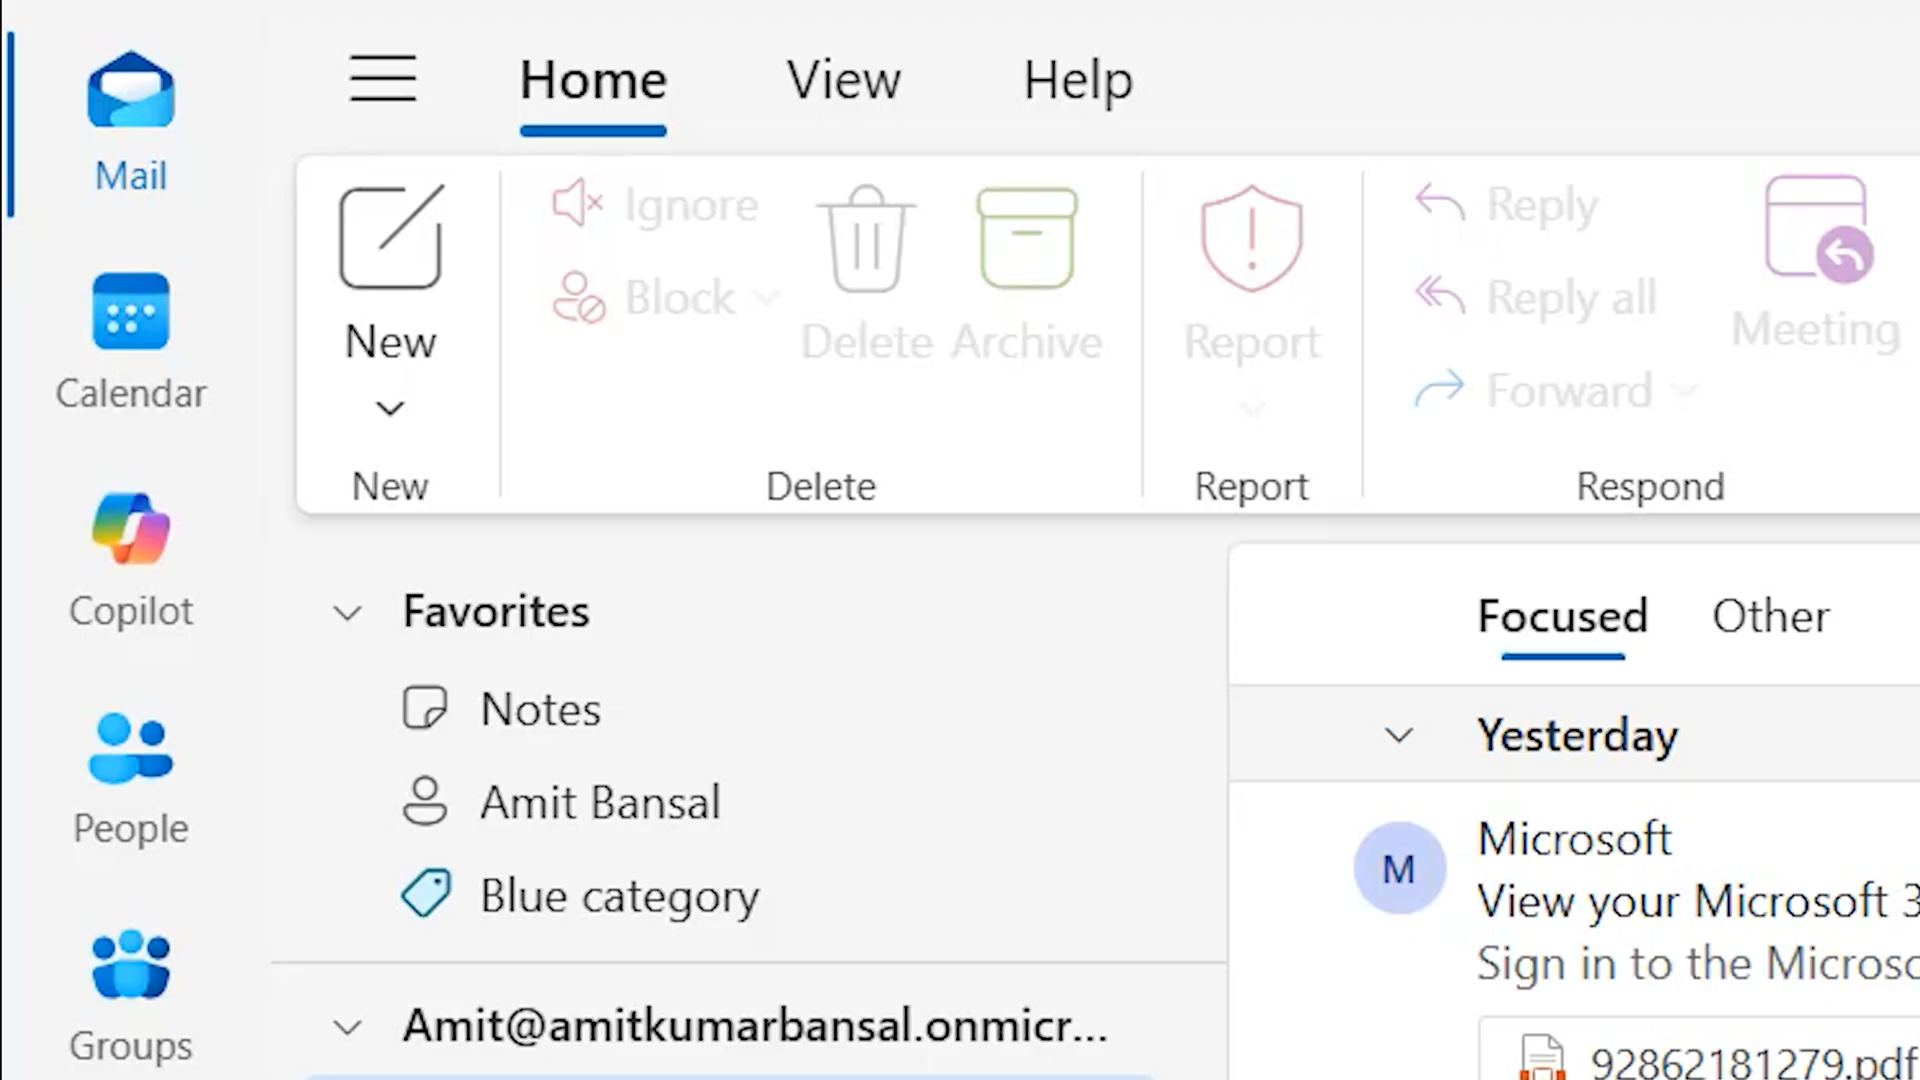 Mail
Calendar
Copilot
People
Groups
Home View Help
New
Ignore
Block
Delete
Archive
Report
Reply
Reply all
Forward
Meeting
New Delete Report Respond
Favorites
Notes
Amit Bansal
Blue category
Amit@amitkumarbansal.onmicr...
Focused Other
Yesterday
M
Microsoft
View your Microsoft 3
Sign in to the Microso
92862181279.pdf